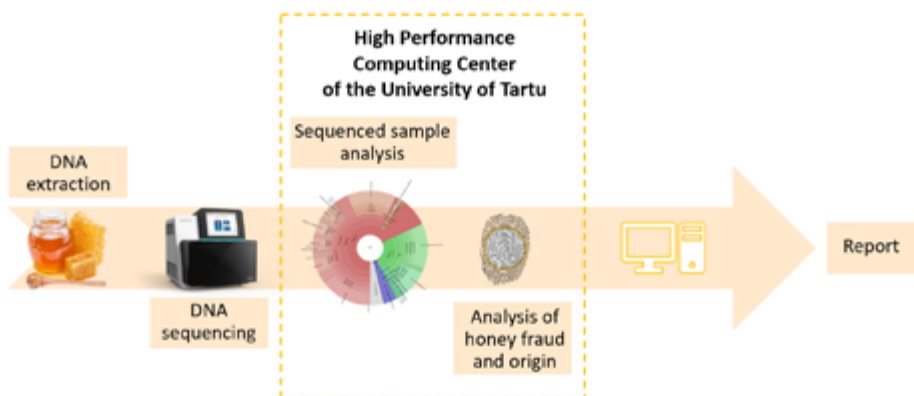 High Performance
Computing Center
of the University of Tartu
Sequenced sample
analysis
DNA
extraction
DNA
sequencing
Analysis of
honey fraud
and origin
Report